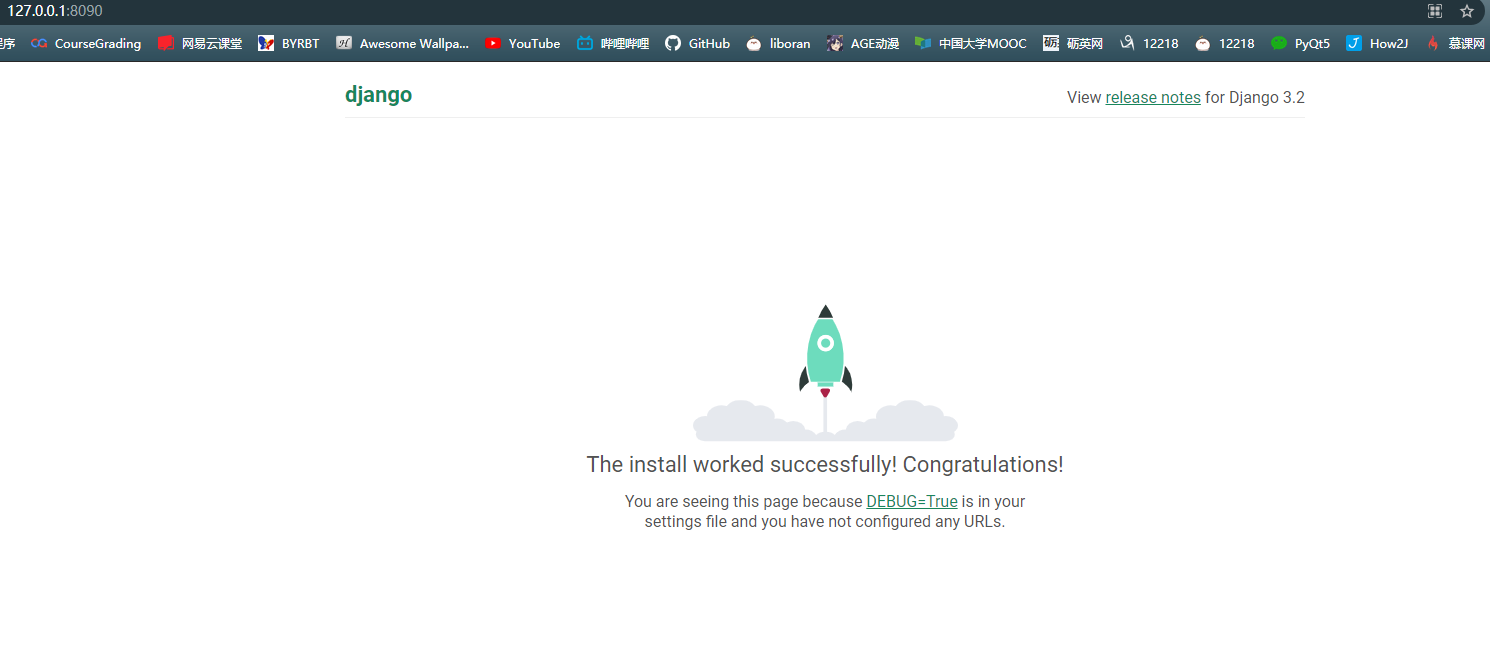 127.0.0.1:8090
程序 CourseGrading 网易云课堂 BYRBT Awesome Wallpa... YouTube 哔哩哔哩 GitHub liboran AGE动漫 中国大学MOOC 砺英网 12218 12218 PyQt5 How2J 慕课网
django
View release notes for Django 3.2
The install worked successfully! Congratulations!
You are seeing this page because DEBUG=True is in your
settings file and you have not configured any URLs.